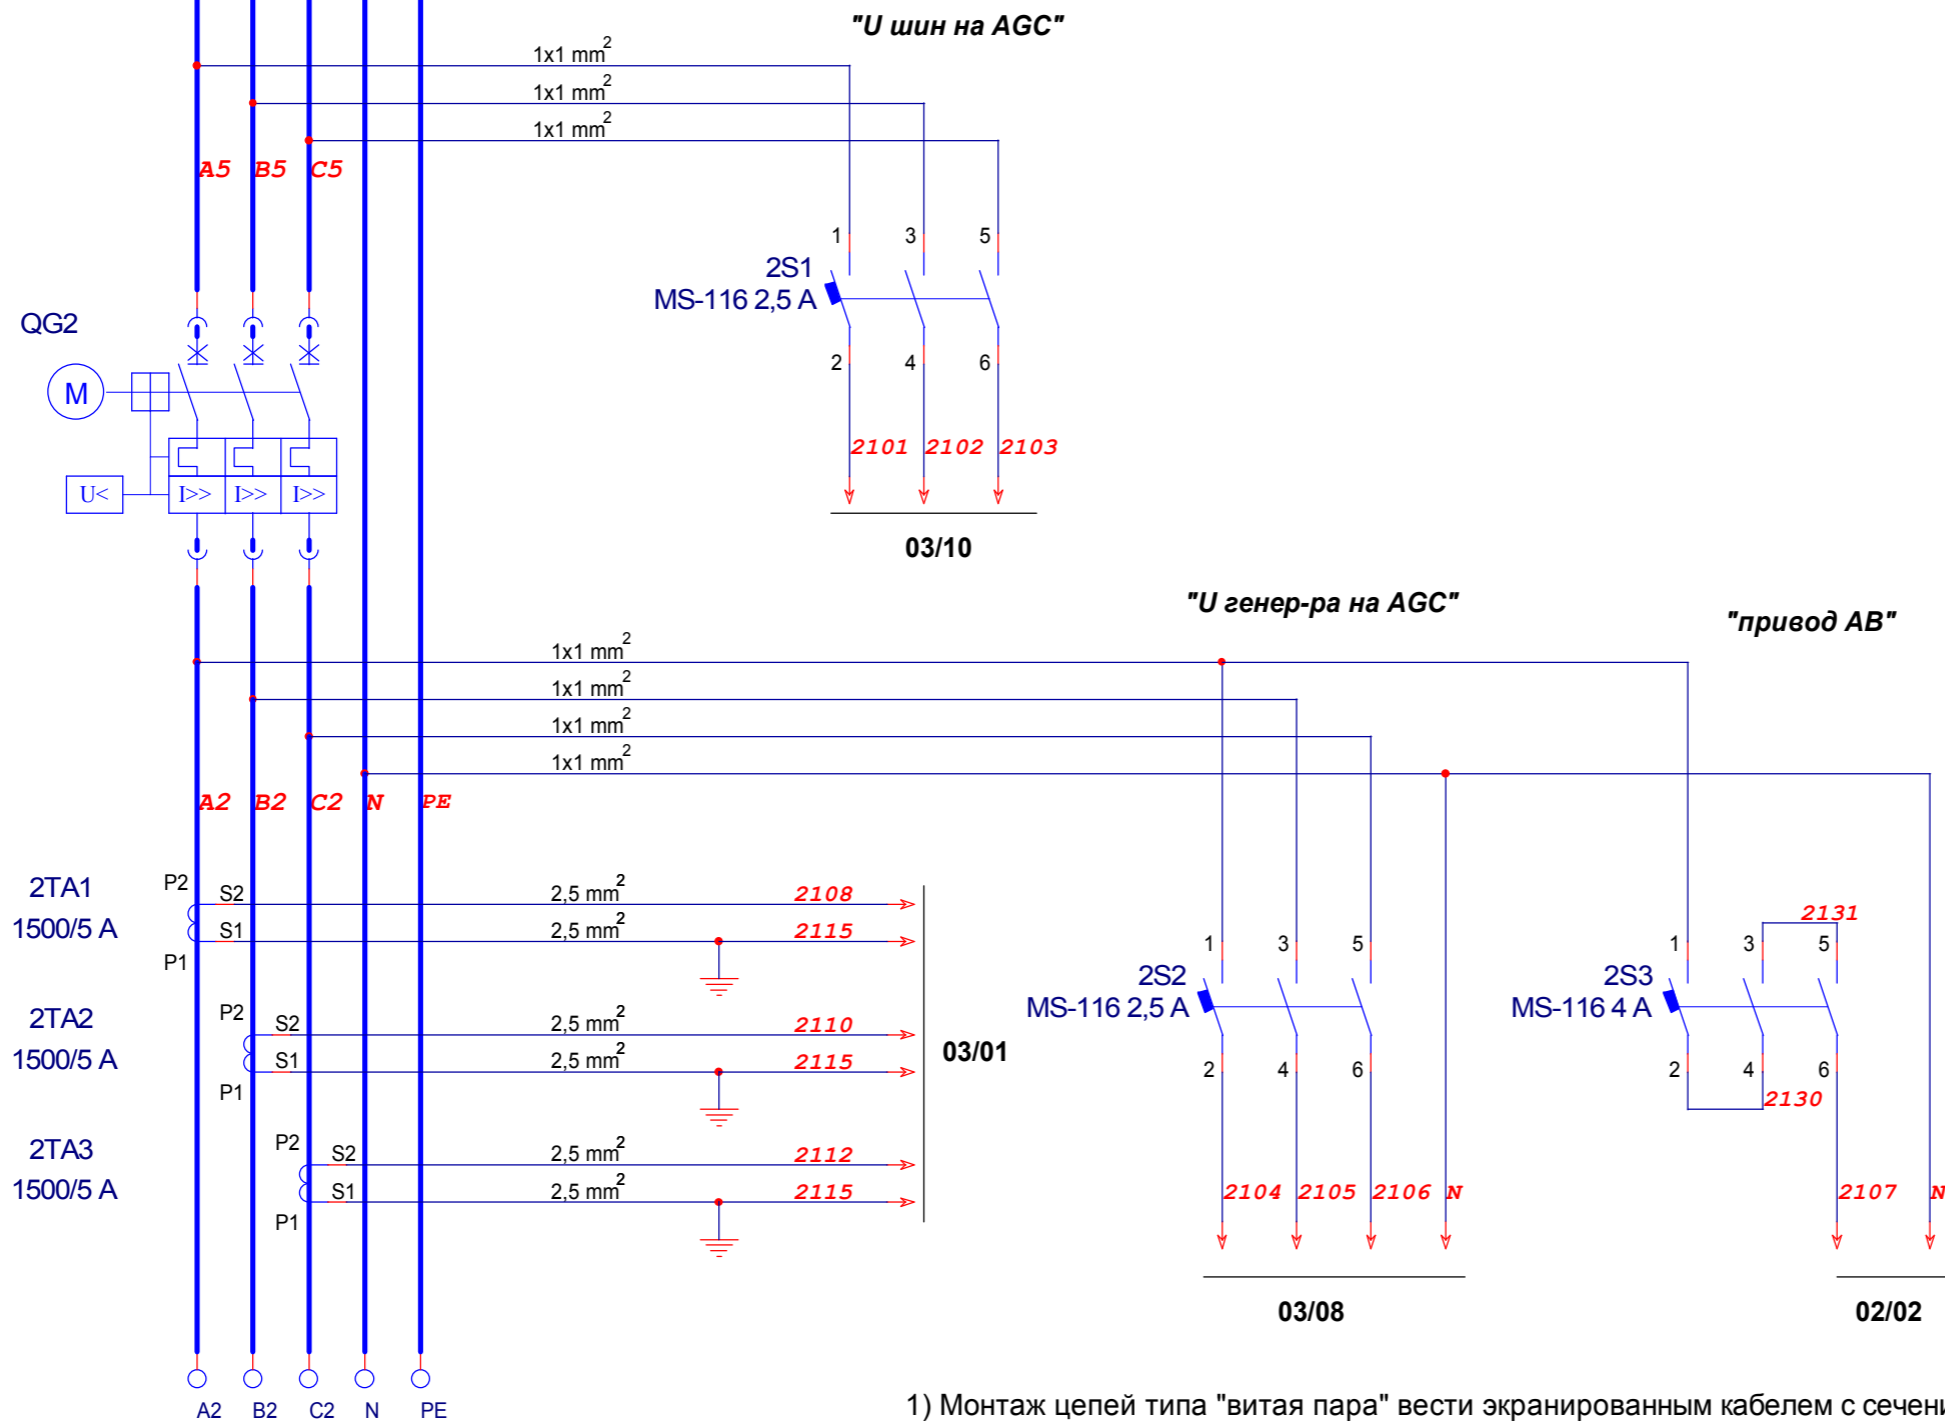 "U шин на AGC"
1x1 mm2
1x1 mm2
1x1 mm2
A5 B5 C5
1 3 5
2S1
MS-116 2,5 A
QG2
2 4 6
M
2101 2102 2103
U< I>> I>> I>>
03/10
"U генер-ра на AGC"
"привод АВ"
1x1 mm2
1x1 mm2
1x1 mm2
1x1 mm2
A2 B2 C2 N PE
2TA1
1500/5 A
P2
S2 2,5 mm2 2108
S1 2,5 mm2 2115
P1
2TA2
1500/5 A
P2
S2 2,5 mm2 2110
S1 2,5 mm2 2115
P1
03/01
2TA3
1500/5 A
P2
S2 2,5 mm2 2112
S1 2,5 mm2 2115
P1
1 3 5
2S2
MS-116 2,5 A
2 4 6
2104 2105 2106 N
03/08
2131
1 3 5
2S3
MS-116 4 A
2 4 6
2130
2107 N
02/02
A2 B2 C2 N PE
1) Монтаж цепей типа "витая пара" вести экранированным кабелем с сечени